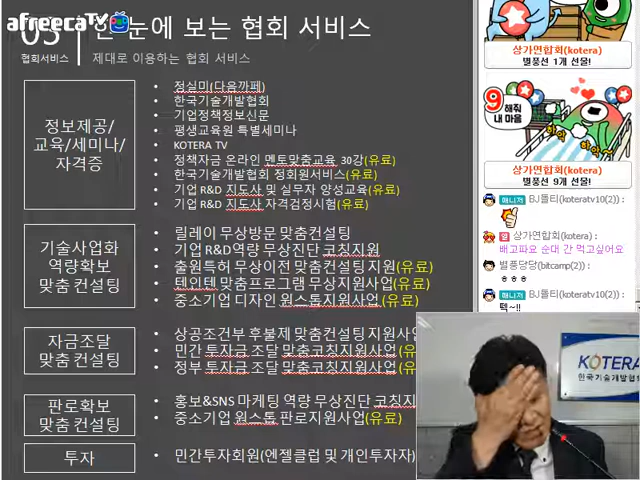 afreecaTV
03 한 눈에 보는 협회 서비스
협회서비스 제대로 이용하는 협회 서비스
정보제공/
교육/세미나/
자격증
• 정실미(다음까페)
• 한국기술개발협회
• 기업정책정보신문
• 평생교육원 특별세미나
• KOTERA TV
• 정책자금 온라인 멘토맞춤교육 30강(유료)
• 한국기술개발협회 정회원서비스(유료)
• 기업 R&D 지도사 및 실무자 양성교육(유료)
• 기업 R&D 지도사 자격검정시험(유료)
기술사업화
역량확보
맞춤 컨설팅
• 릴레이 무상방문 맞춤컨설팅
• 기업 R&D역량 무상진단 코칭지원
• 출원특허 무상이전 맞춤컨설팅지원(유료)
• 테인텐 맞춤프로그램 무상지원사업(유료)
• 중소기업 디자인 원스톱지원사업(유료)
자금조달
맞춤 컨설팅
• 상공조건부 후불제 맞춤컨설팅 지원사업
• 민간 투자금 조달 맞춤코칭지원사업(유
• 정부 투자금 조달 맞춤코칭지원사업(유
판로확보
맞춤 컨설팅
• 홍보&SNS 마케팅 역량 무상진단 코칭지
• 중소기업 원스톱 판로지원사업(유료)
투자
• 민간투자회원(엔젤클럽 및 개인투자자)
상가연합회(kotera)
별풍선 1개 선물!
9 해줘
내 마음
하악 하악
상가연합회(kotera)
별풍선 9개 선물!
매니저 BJ똘티(koteratv10(2)) :
열 상가연합회(kotera) :
배고파요 순대 간 먹고싶어요
별퐁당당(bitcamp(2)) :
ㅎㅎㅎ
매니저 BJ똘티(koteratv10(2)) :
텍~!!
KOTERA
한국기술개발협